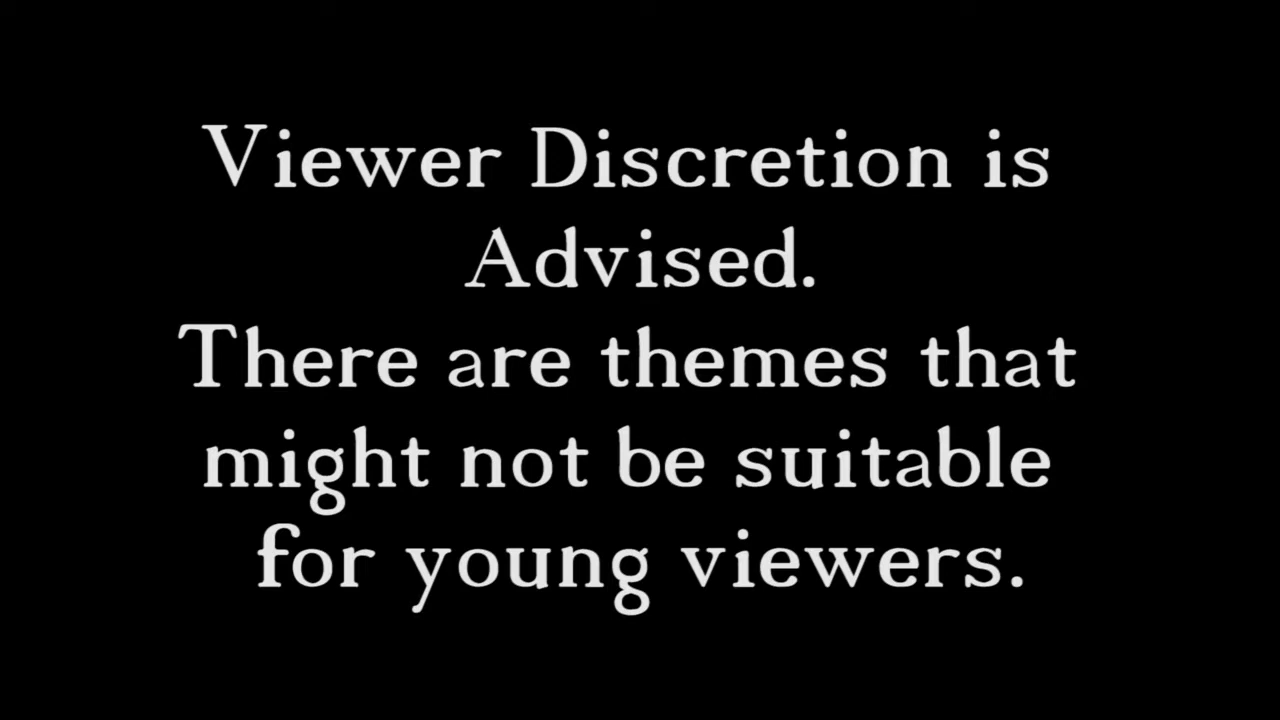 Viewer Discretion is
Advised.
There are themes that
might not be suitable
for young viewers.